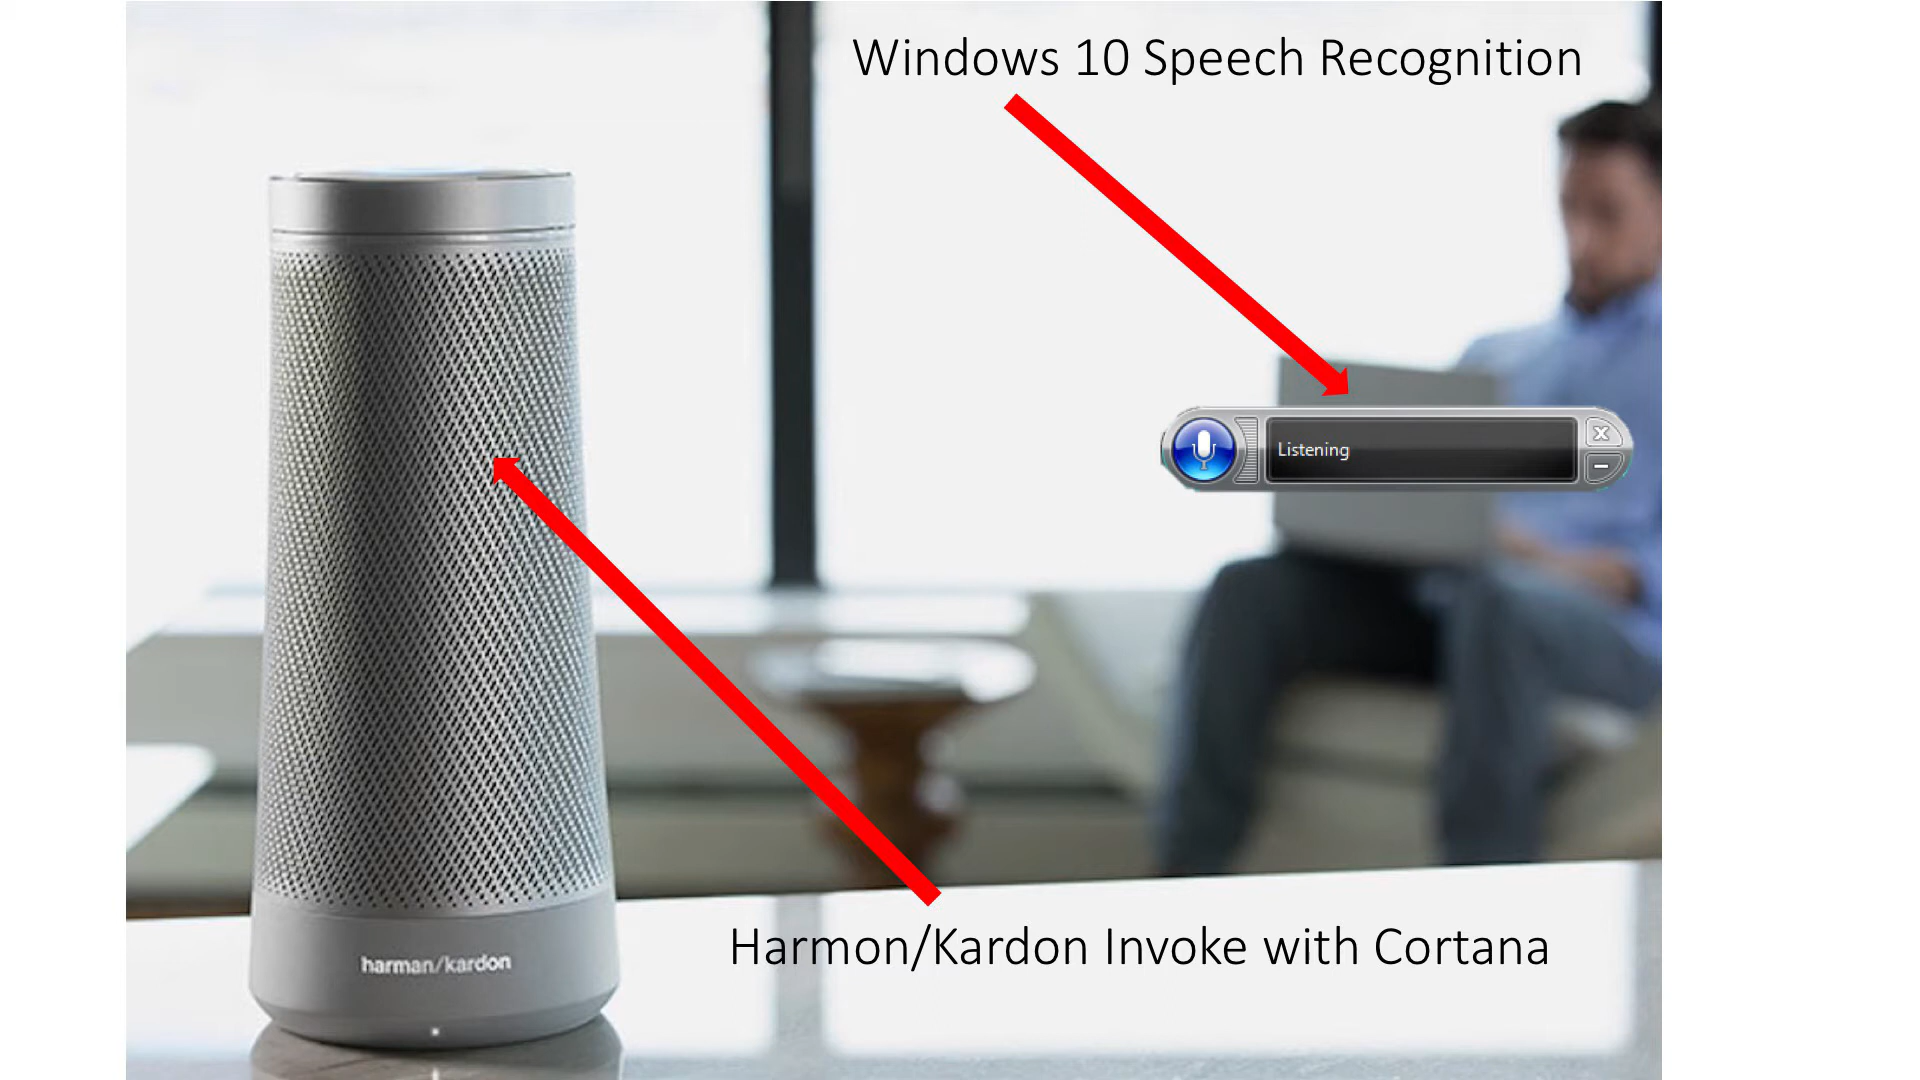 Windows 10 Speech Recognition
Listening
Harmon/Kardon Invoke with Cortana
harman/kardon